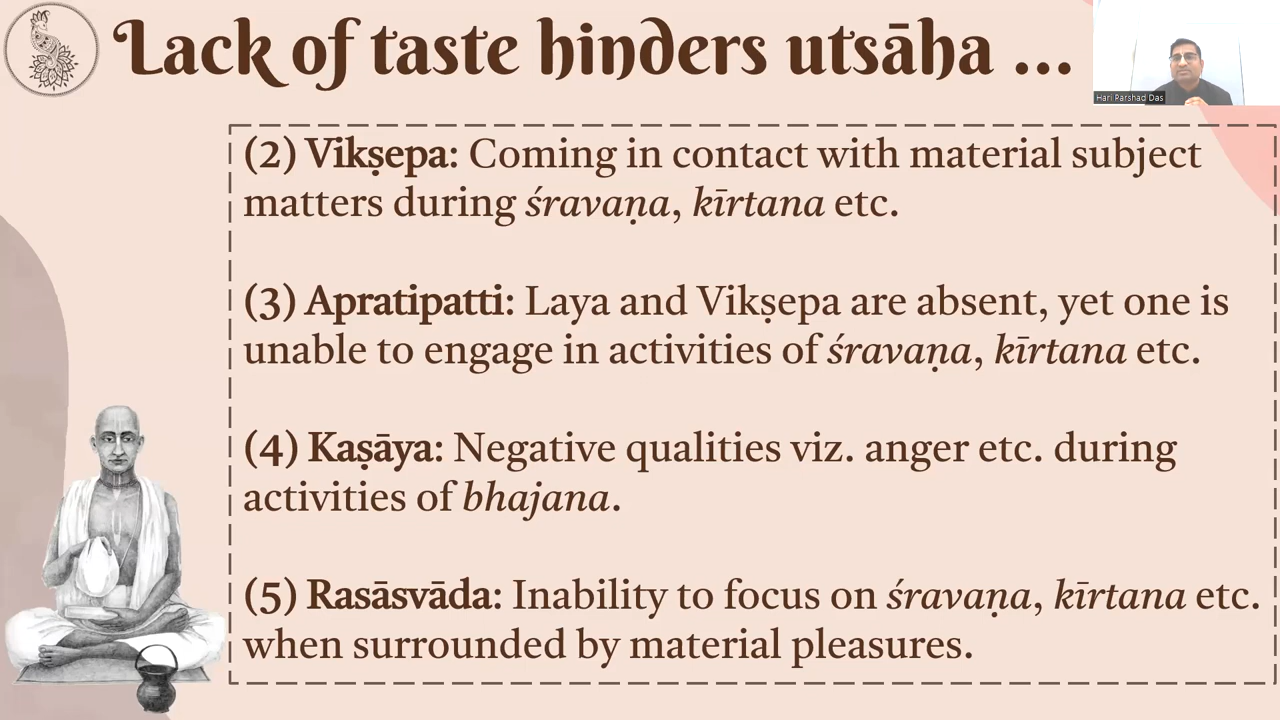 Lack of taste hinders utsāha ...
Hari Parshad Das
(2) Vikṣepa: Coming in contact with material subject
matters during śravaṇa, kīrtana etc.
(3) Apratipatti: Laya and Vikṣepa are absent, yet one is
unable to engage in activities of śravaṇa, kīrtana etc.
(4) Kaṣāya: Negative qualities viz. anger etc. during
activities of bhajana.
(5) Rasāsvāda: Inability to focus on śravaṇa, kīrtana etc.
when surrounded by material pleasures.